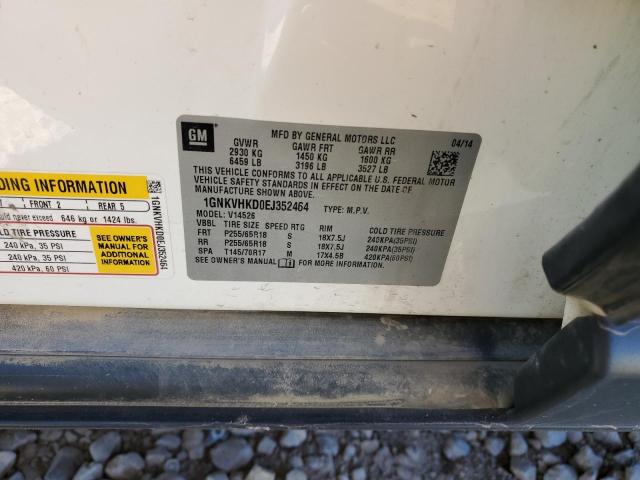 GM
MFD BY GENERAL MOTORS LLC
04/14
GVWR GAWR FRT GAWR RR
2930 KG 1450 KG 1600 KG
6459 LB 3196 LB 3527 LB
THIS VEHICLE CONFORMS TO ALL APPLICABLE U.S. FEDERAL MOTOR
VEHICLE SAFETY STANDARDS IN EFFECT ON THE DATE OF
MANUFACTURE SHOWN ABOVE.
1GNKVHKD0EJ352464 TYPE: M.P.V.
MODEL: V14526
VBBL TIRE SIZE SPEED RTG RIM COLD TIRE PRESSURE
FRT P255/65R18 S 18X7.5J 240KPA(35PSI)
RR P255/65R18 S 18X7.5J 240KPA(35PSI)
SPA T145/70R17 M 17X4.5B 420KPA(60PSI)
SEE OWNER'S MANUAL FOR MORE INFORMATION.
DING INFORMATION
FRONT 2 REAR 5
never exceed 646 kg or 1424 lbs.
D TIRE PRESSURE
240 kPa, 35 PSI
240 kPa, 35 PSI
420 kPa, 60 PSI
SEE OWNER'S
MANUAL FOR
ADDITIONAL
INFORMATION
1GNKVHKD0EJ352464